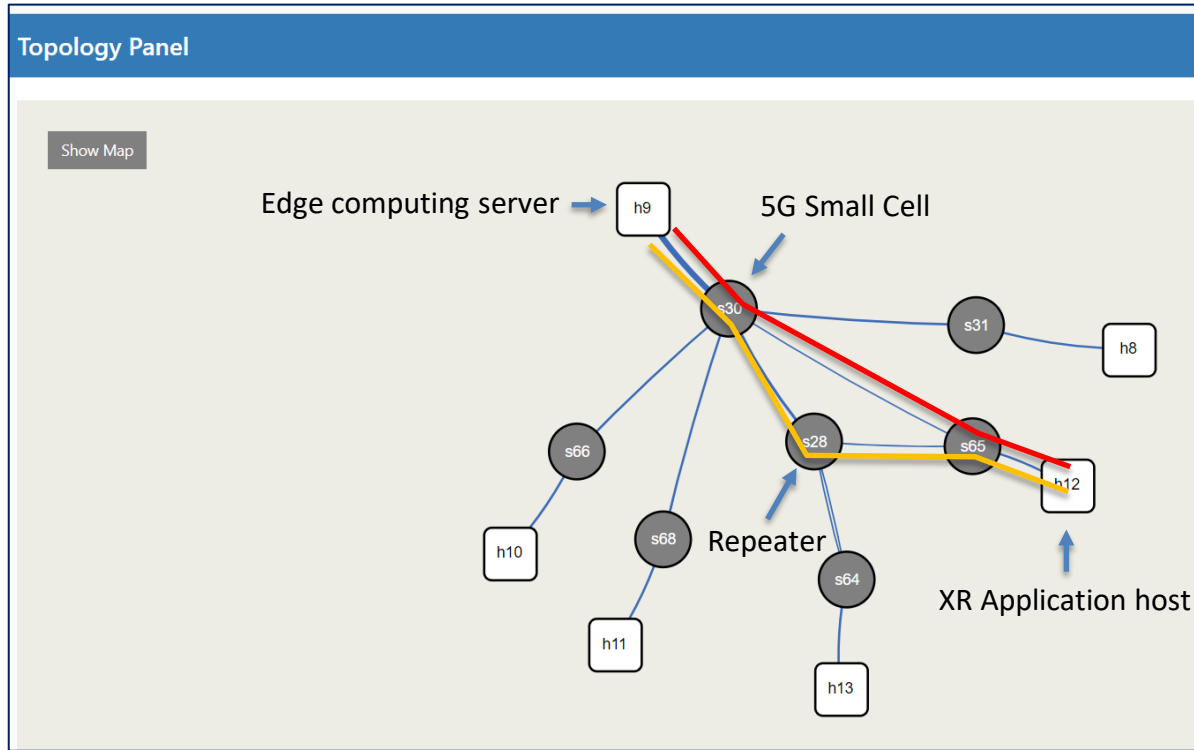 Topology Panel
Show Map
Edge computing server
h9
5G Small Cell
s30
s31
h8
s66
s28
s65
h12
h10
s68
Repeater
s64
XR Application host
h11
h13